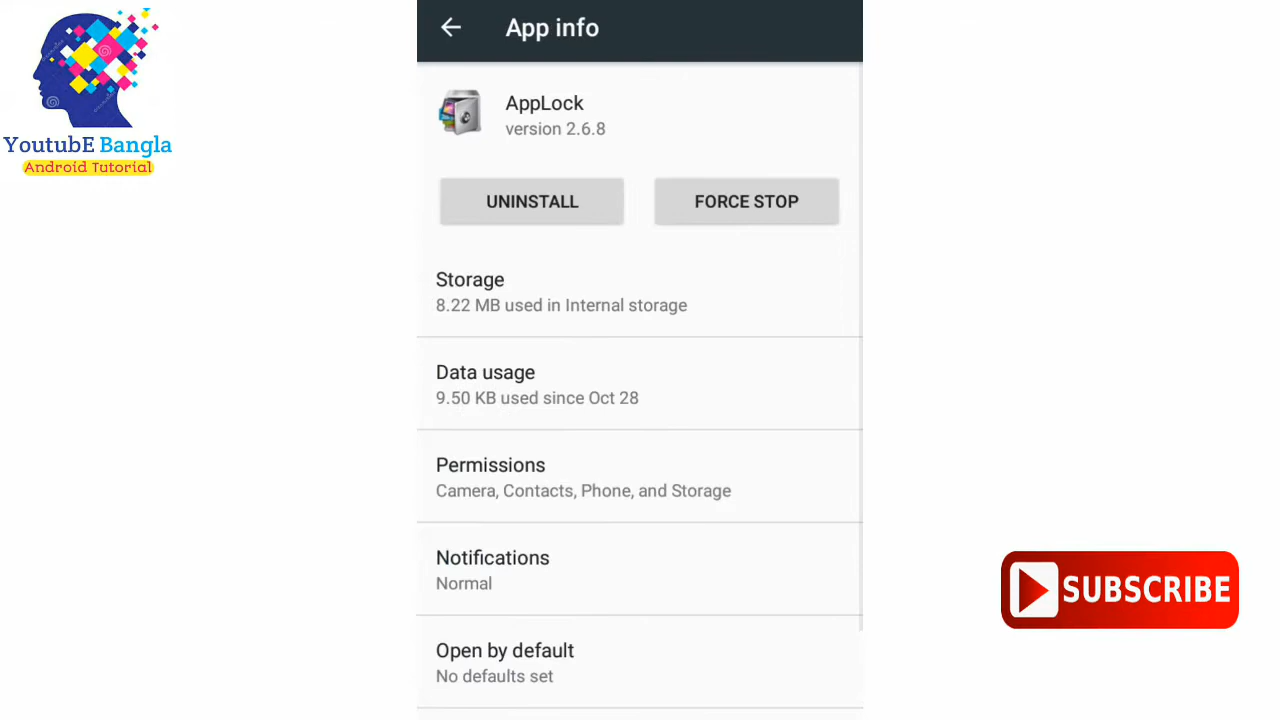 YoutubE Bangla
Android Tutorial
App info
AppLock
version 2.6.8
UNINSTALL
FORCE STOP
Storage
8.22 MB used in Internal storage
Data usage
9.50 KB used since Oct 28
Permissions
Camera, Contacts, Phone, and Storage
Notifications
Normal
Open by default
No defaults set
SUBSCRIBE